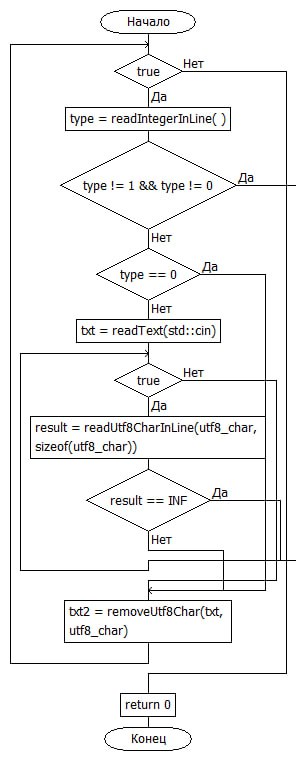 Начало
true
Нет
Да
type = readIntegerInLine( )
type != 1 && type != 0
Да
Нет
type == 0
Да
Нет
txt = readText(std::cin)
true
Нет
Да
result = readUtf8CharInLine(utf8_char,
sizeof(utf8_char))
result == INF
Да
Нет
txt2 = removeUtf8Char(txt,
utf8_char)
return 0
Конец